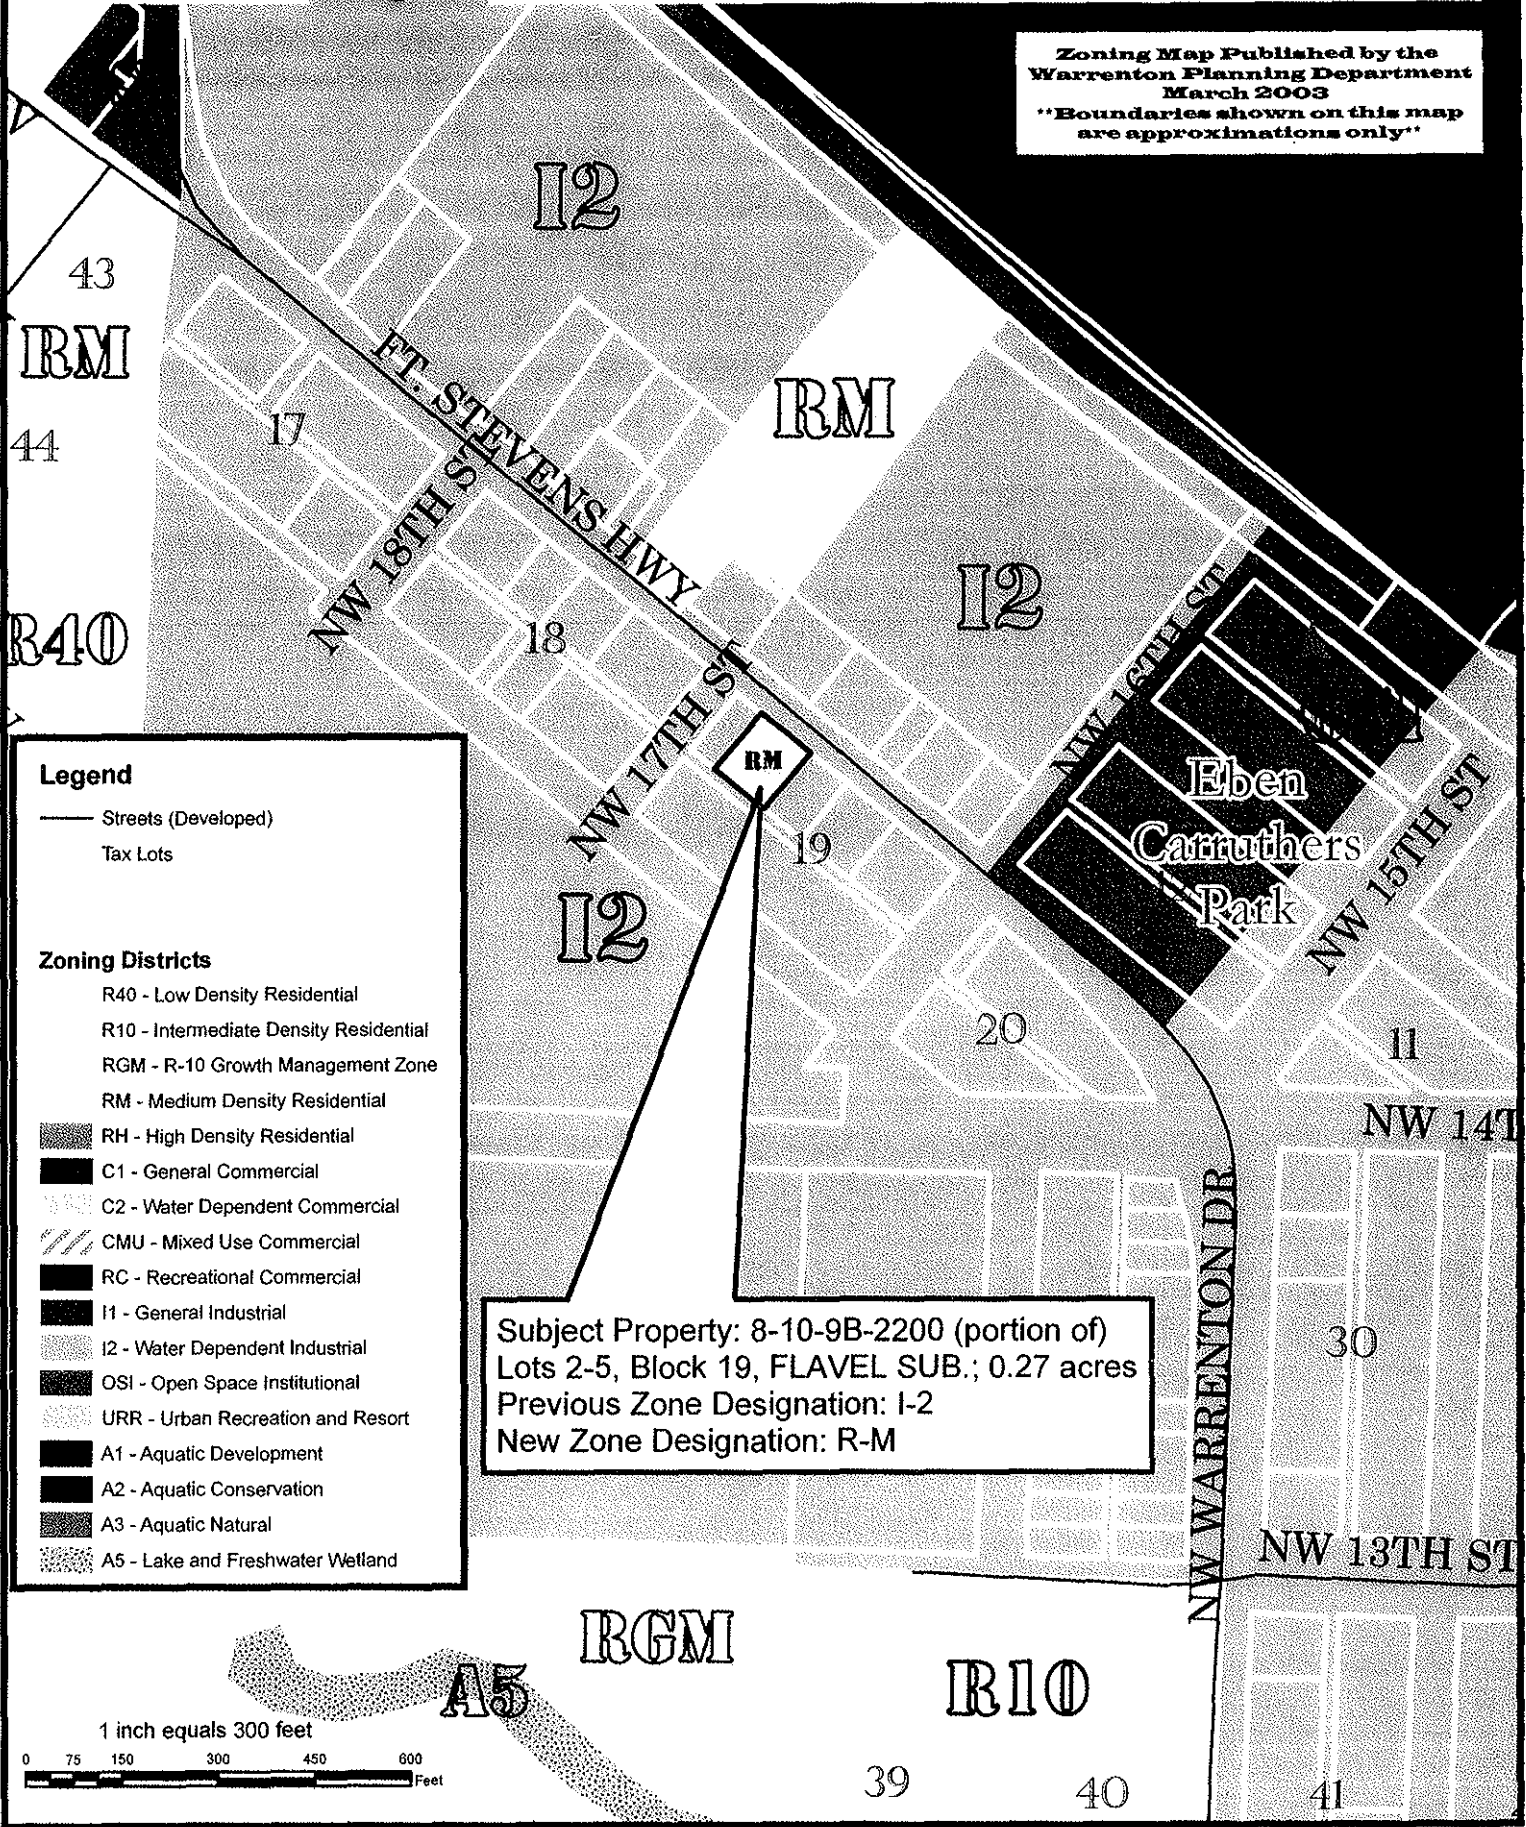 Zoning Map Published by the
Warrenton Planning Department
March 2003
**Boundaries shown on this map
are approximations only**
I2
43
RM
FT. STEVENS HWY
RM
17
44
NW 18TH ST
I2
NW 16TH ST
R40
18
NW 17TH ST
RM
Eben
Carruthers
Park
NW 15TH ST
19
I2
20
11
NW 14T
NW WARRENTON DR
30
NW 13TH ST
Legend
Streets (Developed)
Tax Lots
Zoning Districts
R40 - Low Density Residential
R10 - Intermediate Density Residential
RGM - R-10 Growth Management Zone
RM - Medium Density Residential
RH - High Density Residential
C1 - General Commercial
C2 - Water Dependent Commercial
CMU - Mixed Use Commercial
RC - Recreational Commercial
I1 - General Industrial
I2 - Water Dependent Industrial
OSI - Open Space Institutional
URR - Urban Recreation and Resort
A1 - Aquatic Development
A2 - Aquatic Conservation
A3 - Aquatic Natural
A5 - Lake and Freshwater Wetland
Subject Property: 8-10-9B-2200 (portion of)
Lots 2-5, Block 19, FLAVEL SUB.; 0.27 acres
Previous Zone Designation: I-2
New Zone Designation: R-M
RGM
A5
R10
1 inch equals 300 feet
0 75 150 300 450 600
Feet
39
40
41